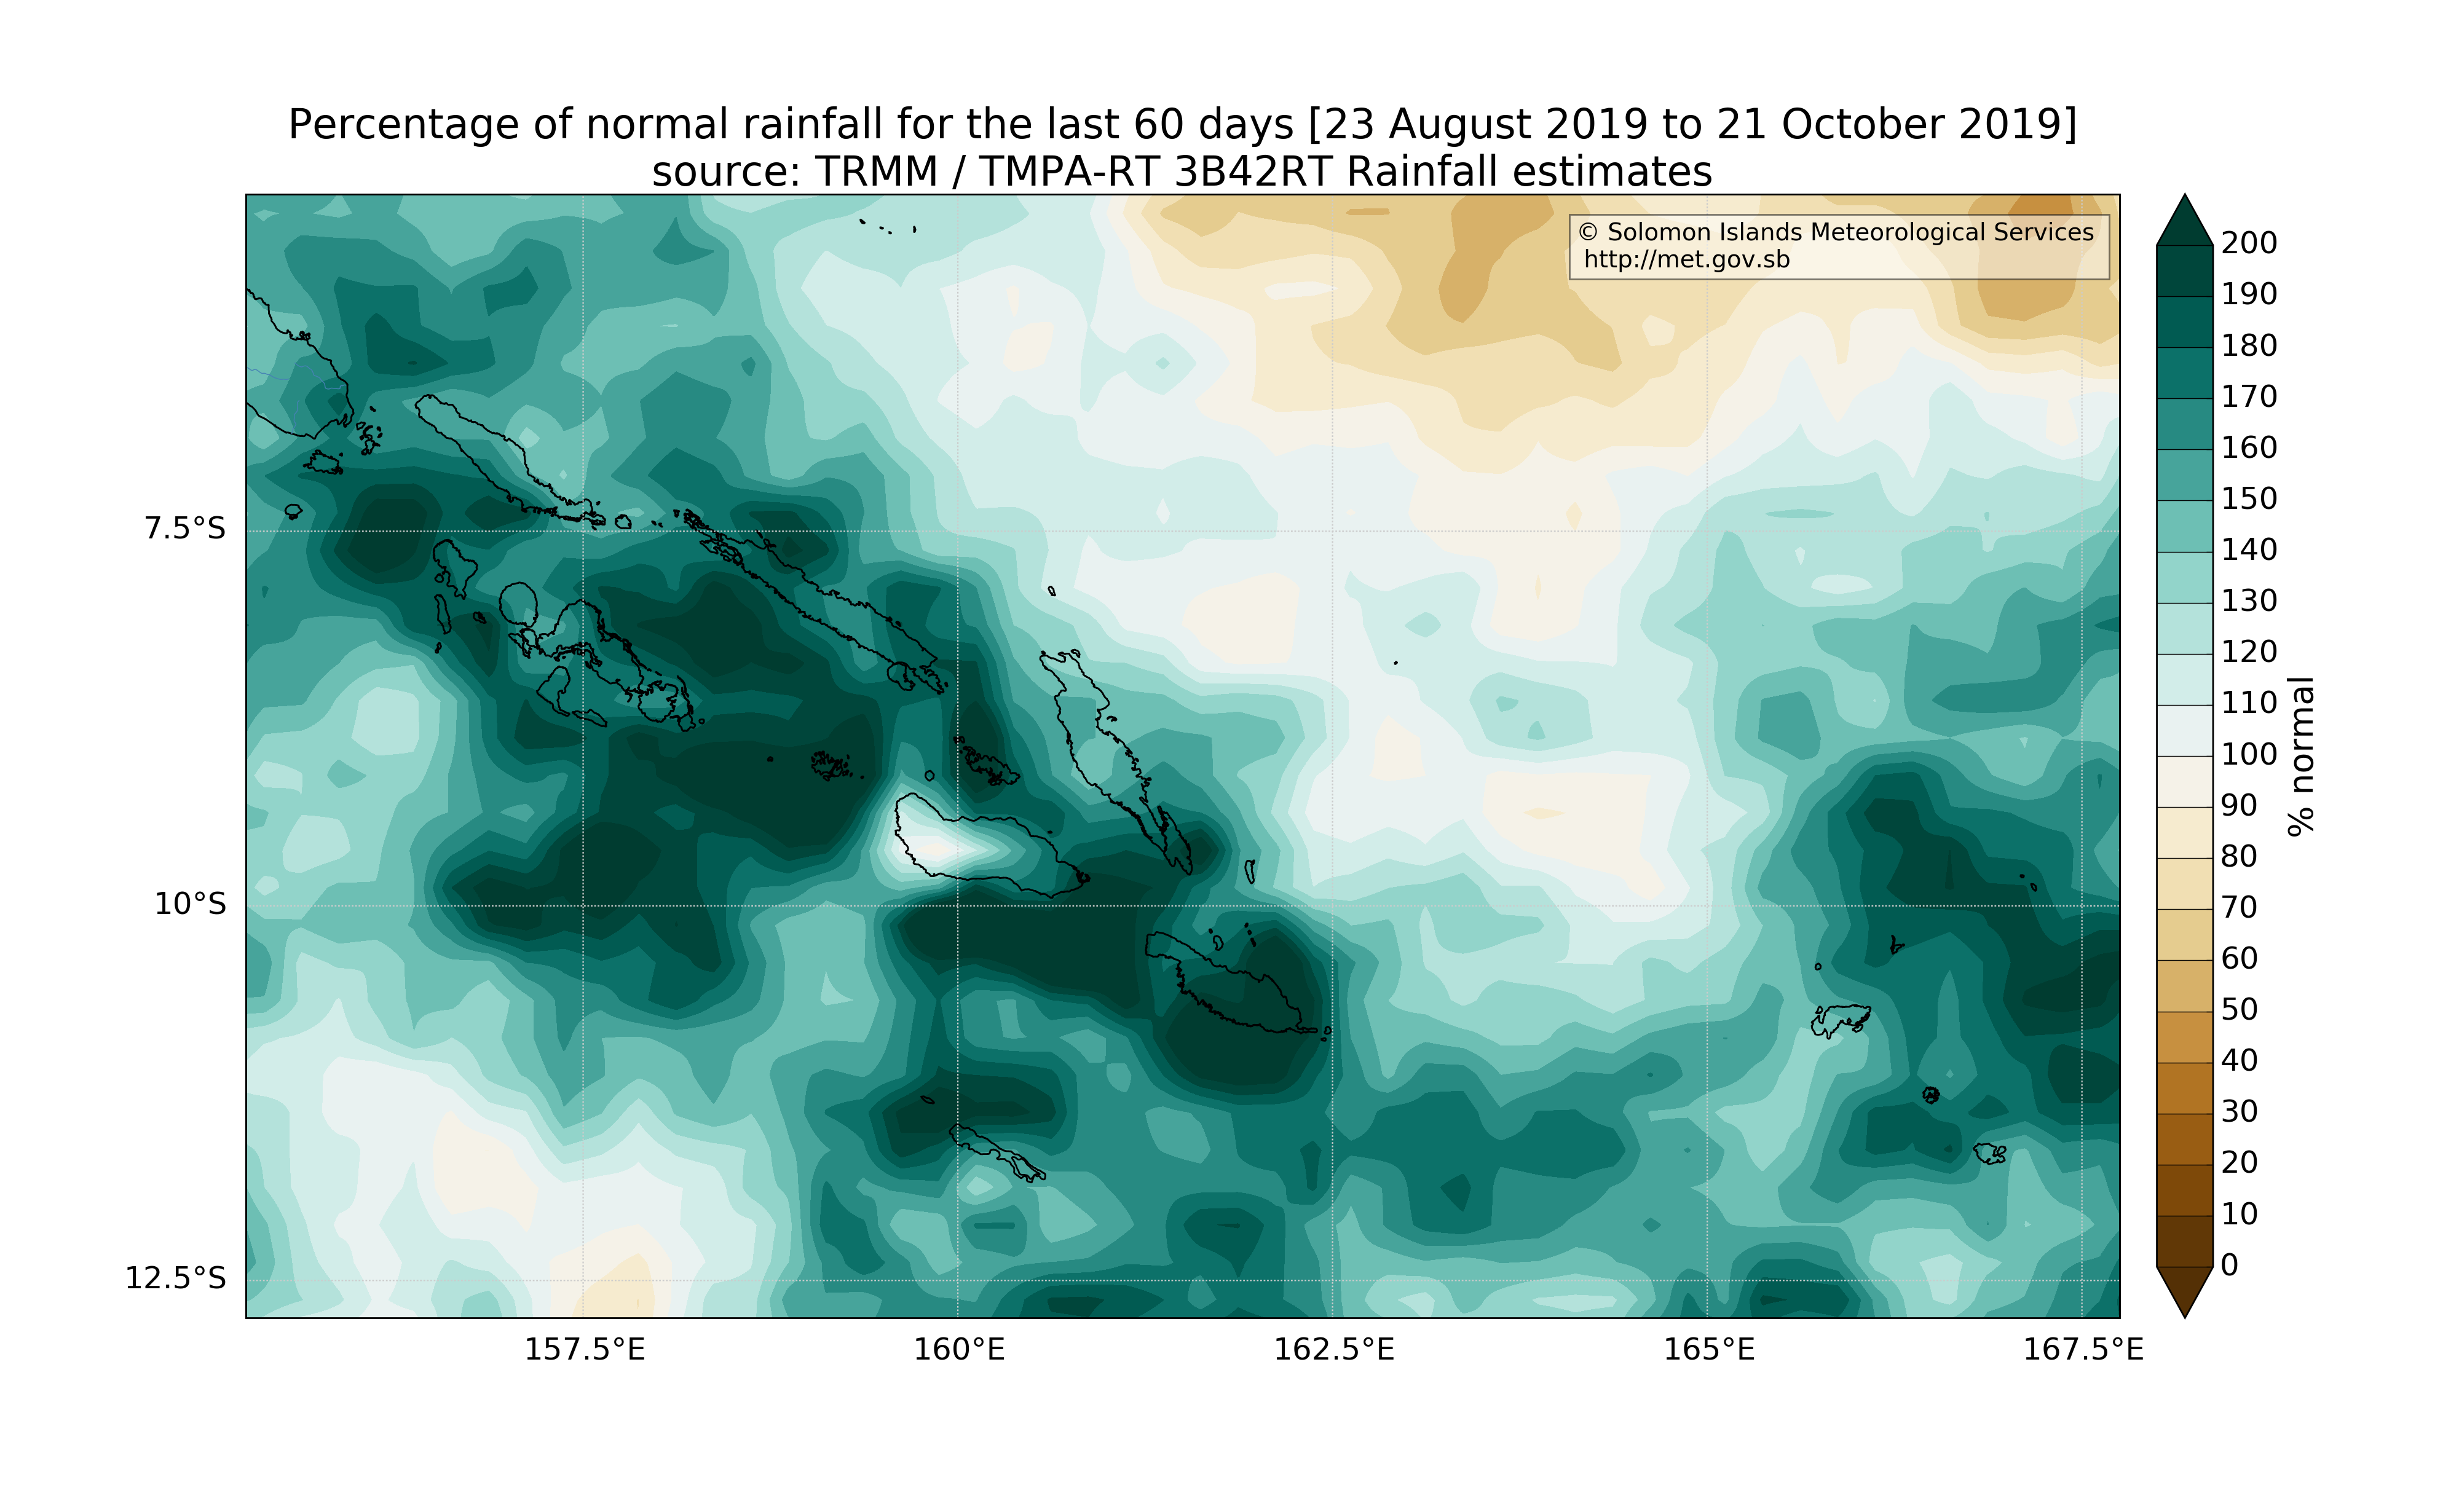 Percentage of normal rainfall for the last 60 days [23 August 2019 to 21 October 2019]
source: TRMM / TMPA-RT 3B42RT Rainfall estimates
© Solomon Islands Meteorological Services
http://met.gov.sb
7.5°S
10°S
12.5°S
157.5°E
160°E
162.5°E
165°E
167.5°E
200
190
180
170
160
150
140
130
120
110
100
90
80
70
60
50
40
30
20
10
0
% normal